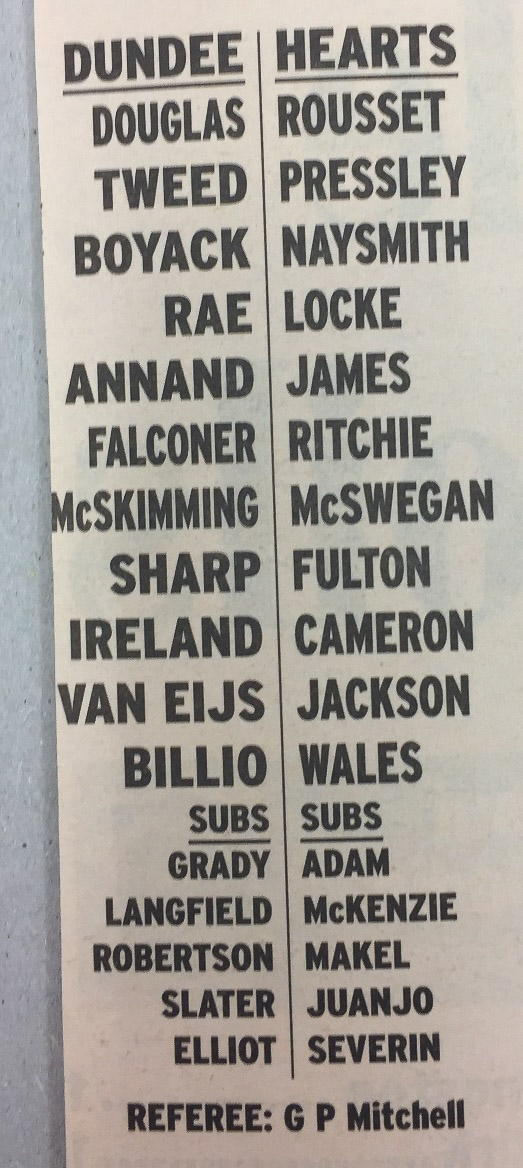 DUNDEE HEARTS
DOUGLAS ROUSSET
TWEED PRESSLEY
BOYACK NAYSMITH
RAE LOCKE
ANNAND JAMES
FALCONER RITCHIE
McSKIMMING McSWEGAN
SHARP FULTON
IRELAND CAMERON
VAN EIJS JACKSON
BILLIO WALES
SUBS SUBS
GRADY ADAM
LANGFIELD McKENZIE
ROBERTSON MAKEL
SLATER JUANJO
ELLIOT SEVERIN
REFEREE: G P Mitchell